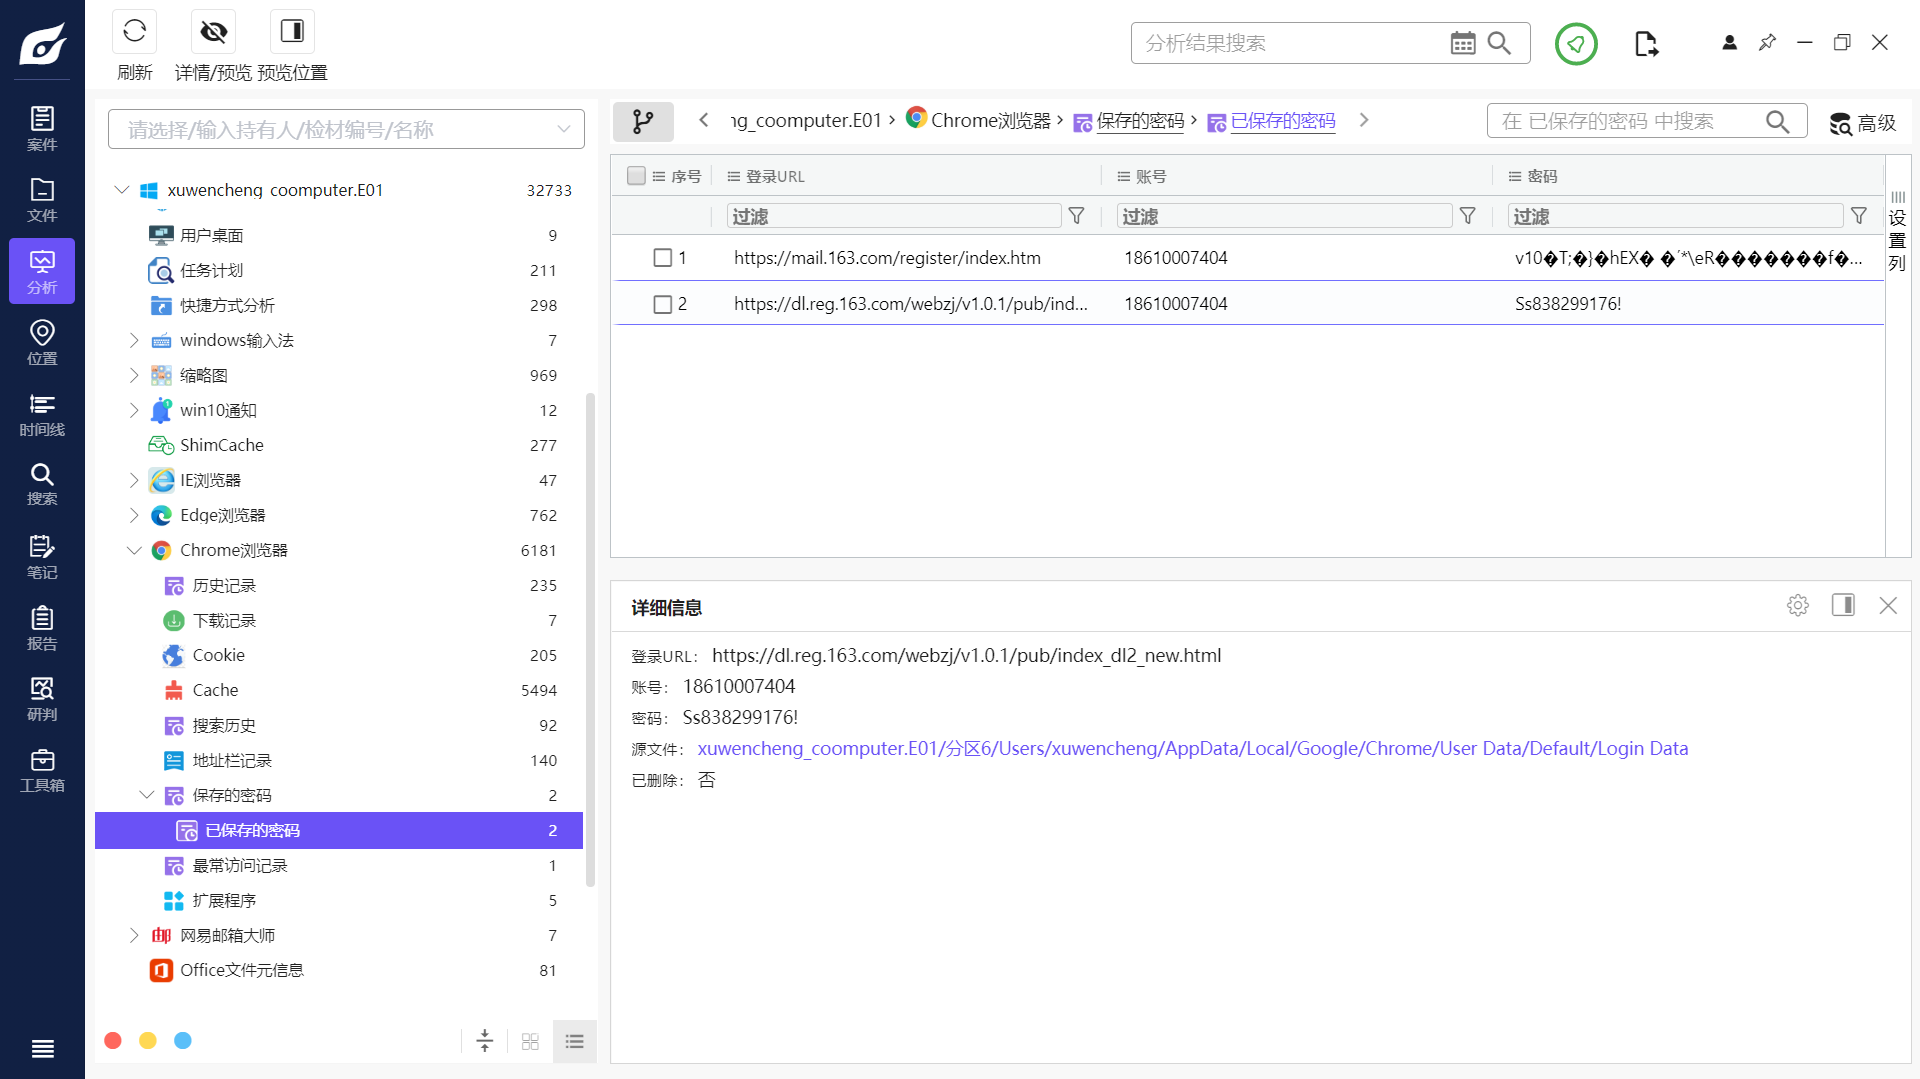 刷新
详情/预览
预览位置
分析结果搜索
案件
文件
分析
位置
时间线
搜索
笔记
报告
研判
工具箱
请选择/输入持有人/检材编号/名称
xuwencheng_coomputer.E01 32733
用户桌面 9
任务计划 211
快捷方式分析 298
windows输入法 7
缩略图 969
win10通知 12
ShimCache 277
IE浏览器 47
Edge浏览器 762
Chrome浏览器 6181
历史记录 235
下载记录 7
Cookie 205
Cache 5494
搜索历史 92
地址栏记录 140
保存的密码 2
已保存的密码 2
最常访问记录 1
扩展程序 5
网易邮箱大师 7
Office文件元信息 81
ng_coomputer.E01 › Chrome浏览器 › 保存的密码 › 已保存的密码
在 已保存的密码 中搜索
高级
序号 登录URL 账号 密码
过滤 过滤 过滤
1 https://mail.163.com/register/index.htm 18610007404
2 https://dl.reg.163.com/webzj/v1.0.1/pub/ind... 18610007404 Ss838299176!
设置列
详细信息
登录URL： https://dl.reg.163.com/webzj/v1.0.1/pub/index_dl2_new.html
账号： 18610007404
密码： Ss838299176!
源文件： xuwencheng_coomputer.E01/分区6/Users/xuwencheng/AppData/Local/Google/Chrome/User Data/Default/Login Data
已删除： 否